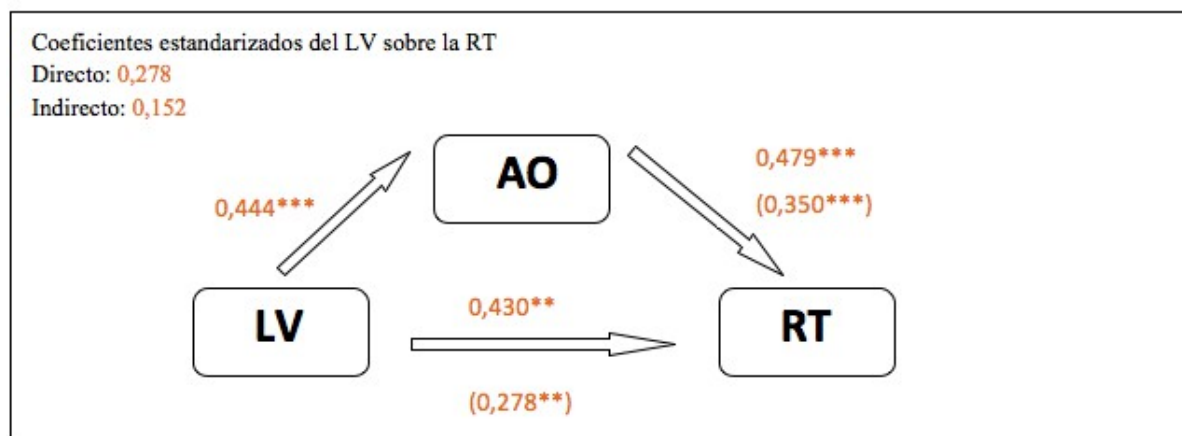 Coeficientes estandarizados del LV sobre la RT
Directo: 0,278
Indirecto: 0,152
AO
0,479***
(0,350***)
0,444***
LV
0,430**
RT
(0,278**)